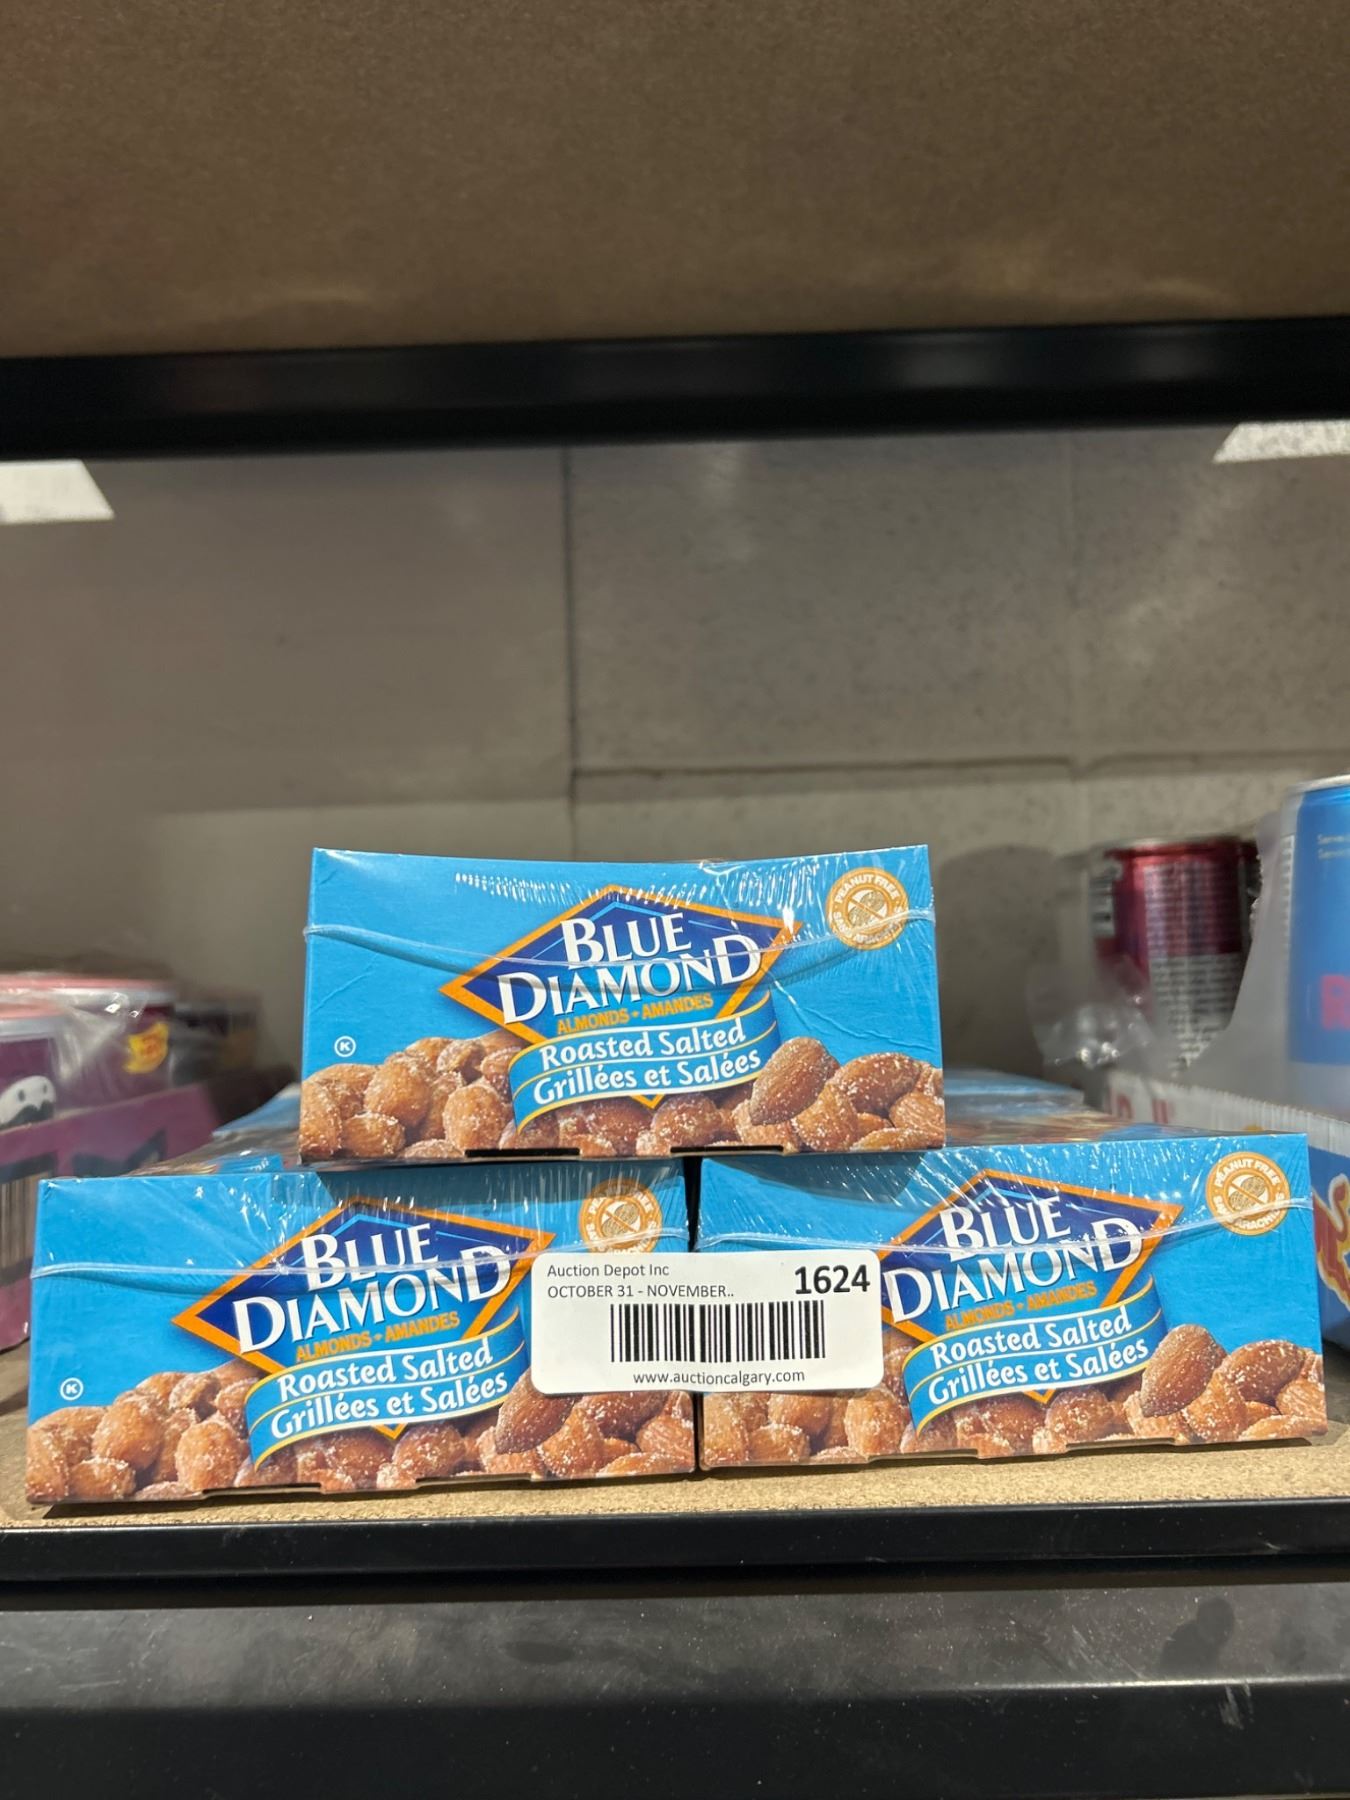 PEANUT FREE
BLUE
DIAMOND
ALMONDS • AMANDES
Roasted Salted
Grillées et Salées
K
BLUE
DIAMOND
ALMONDS • AMANDES
Roasted Salted
Grillées et Salées
K
Auction Depot Inc
OCTOBER 31 - NOVEMBER..
1624
www.auctioncalgary.com
PEANUT FREE
BLUE
DIAMOND
ALMONDS • AMANDES
Roasted Salted
Grillées et Salées